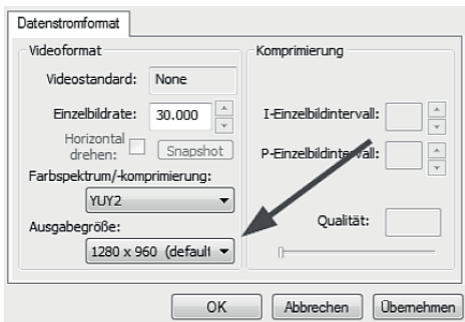 Datenstromformat
Videoformat
Videostandard: None
Einzelbildrate: 30.000
Horizontal
drehen: Snapshot
Farbspektrum/-komprimierung:
YUY2
Ausgabegröße:
1280 x 960 (default
Komprimierung
I-Einzelbildintervall:
P-Einzelbildintervall:
Qualität:
OK Abbrechen Übernehmen